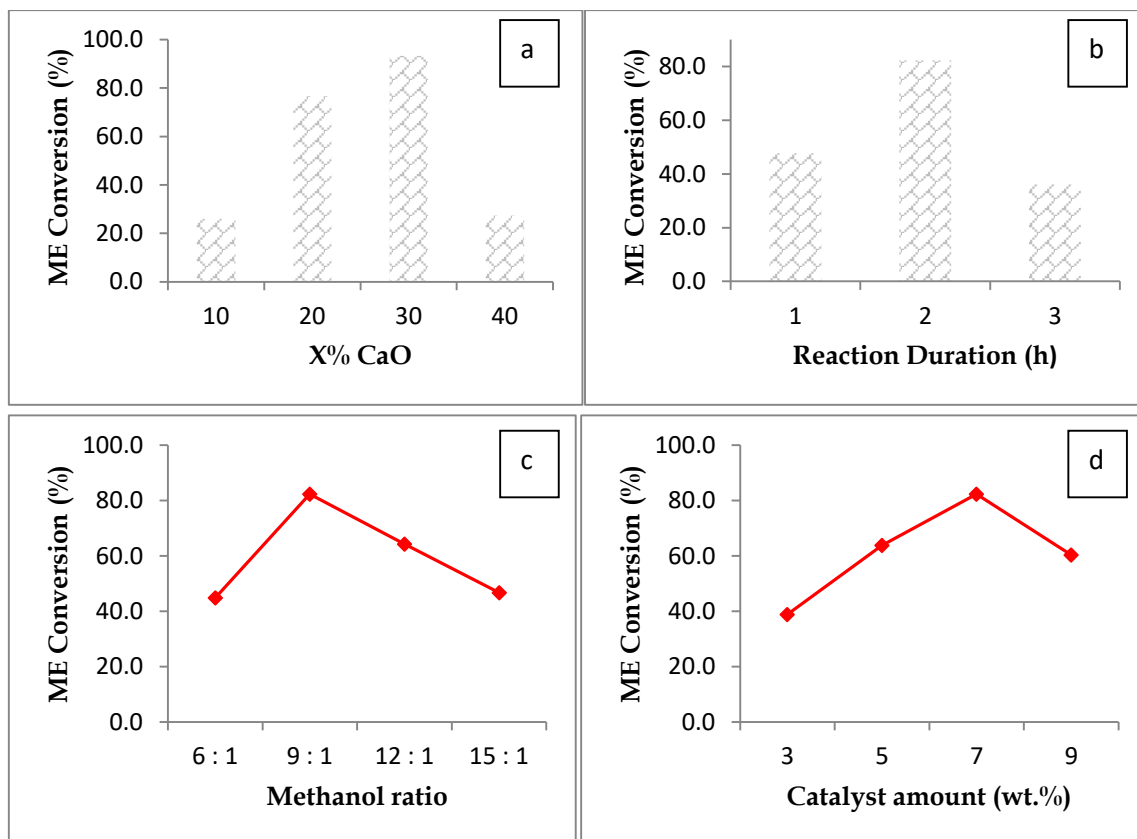 a
ME Conversion (%)
100.0
80.0
60.0
40.0
20.0
0.0
10 20 30 40
X% CaO
b
ME Conversion (%)
80.0
60.0
40.0
20.0
0.0
1 2 3
Reaction Duration (h)
c
ME Conversion (%)
100.0
80.0
60.0
40.0
20.0
0.0
6 : 1 9 : 1 12 : 1 15 : 1
Methanol ratio
d
ME Conversion (%)
100.0
80.0
60.0
40.0
20.0
0.0
3 5 7 9
Catalyst amount (wt.%)